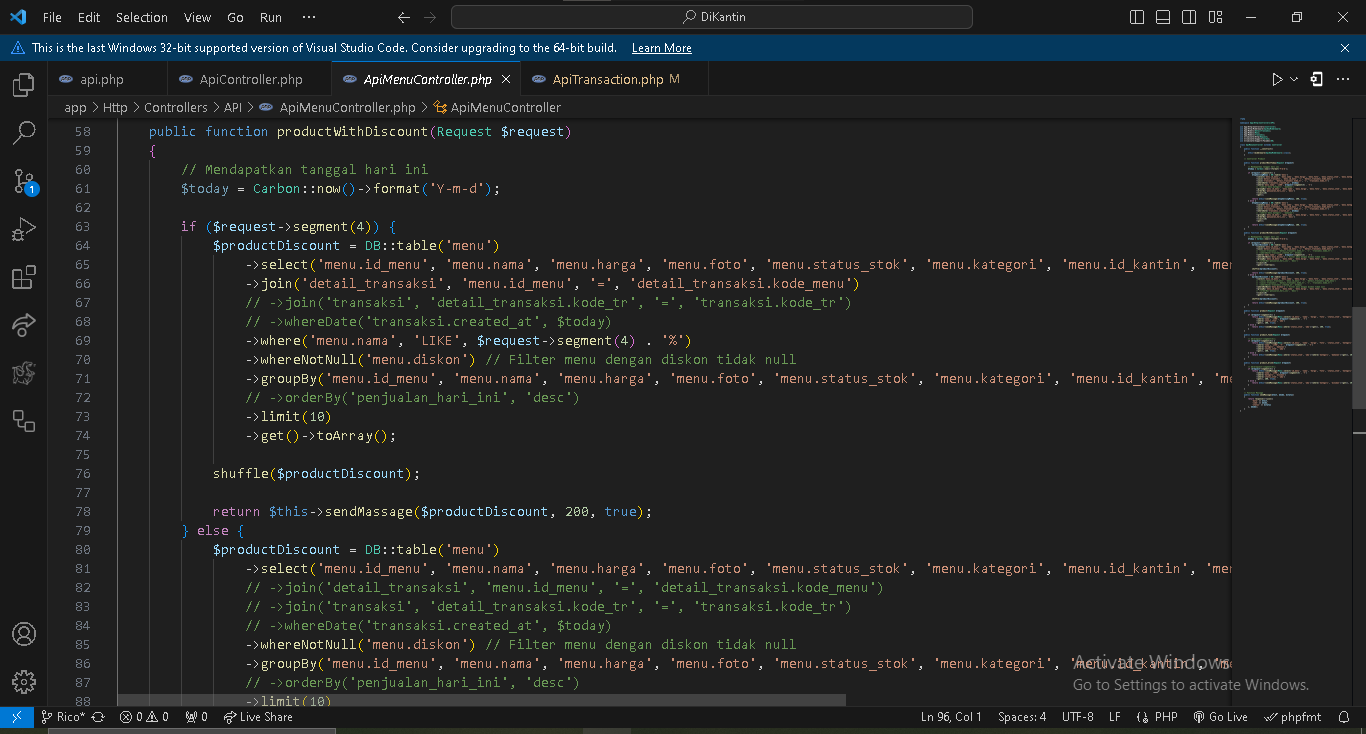 File Edit Selection View Go Run ···
DiKantin
This is the last Windows 32-bit supported version of Visual Studio Code. Consider upgrading to the 64-bit build. Learn More
api.php ApiController.php ApiMenuController.php ApiTransaction.php M
app > Http > Controllers > API > ApiMenuController.php > ApiMenuController
58 public function productWithDiscount(Request $request)
59 {
60 // Mendapatkan tanggal hari ini
61 $today = Carbon::now()->format('Y-m-d');
62
63 if ($request->segment(4)) {
64 $productDiscount = DB::table('menu')
65 ->select('menu.id_menu', 'menu.nama', 'menu.harga', 'menu.foto', 'menu.status_stok', 'menu.kategori', 'menu.id_kantin', 'me
66 ->join('detail_transaksi', 'menu.id_menu', '=', 'detail_transaksi.kode_menu')
67 // ->join('transaksi', 'detail_transaksi.kode_tr', '=', 'transaksi.kode_tr')
68 // ->whereDate('transaksi.created_at', $today)
69 ->where('menu.nama', 'LIKE', $request->segment(4) . '%')
70 ->whereNotNull('menu.diskon') // Filter menu dengan diskon tidak null
71 ->groupBy('menu.id_menu', 'menu.nama', 'menu.harga', 'menu.foto', 'menu.status_stok', 'menu.kategori', 'menu.id_kantin', 'm
72 // ->orderBy('penjualan_hari_ini', 'desc')
73 ->limit(10)
74 ->get()->toArray();
75
76 shuffle($productDiscount);
77
78 return $this->sendMassage($productDiscount, 200, true);
79 } else {
80 $productDiscount = DB::table('menu')
81 ->select('menu.id_menu', 'menu.nama', 'menu.harga', 'menu.foto', 'menu.status_stok', 'menu.kategori', 'menu.id_kantin', 'me
82 // ->join('detail_transaksi', 'menu.id_menu', '=', 'detail_transaksi.kode_menu')
83 // ->join('transaksi', 'detail_transaksi.kode_tr', '=', 'transaksi.kode_tr')
84 // ->whereDate('transaksi.created_at', $today)
85 ->whereNotNull('menu.diskon') // Filter menu dengan diskon tidak null
86 ->groupBy('menu.id_menu', 'menu.nama', 'menu.harga', 'menu.foto', 'menu.status_stok', 'menu.kategori', 'menu.id_kantin', 'm
87 // ->orderBy('penjualan_hari_ini', 'desc')
88 ->limit(10)
Activate Windows
Go to Settings to activate Windows.
1
Rico* 0 0 0 Live Share Ln 96, Col 1 Spaces: 4 UTF-8 LF PHP Go Live phpfmt